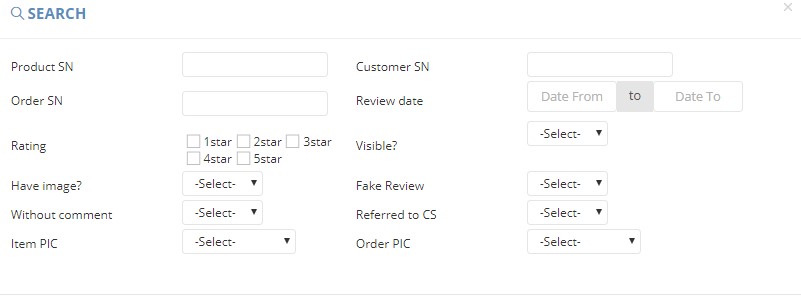 SEARCH
Product SN Customer SN
Order SN Review date Date From to Date To
Rating 1star 2star 3star Visible? -Select-
4star 5star
Have image? -Select- Fake Review -Select-
Without comment -Select- Referred to CS -Select-
Item PIC -Select- Order PIC -Select-